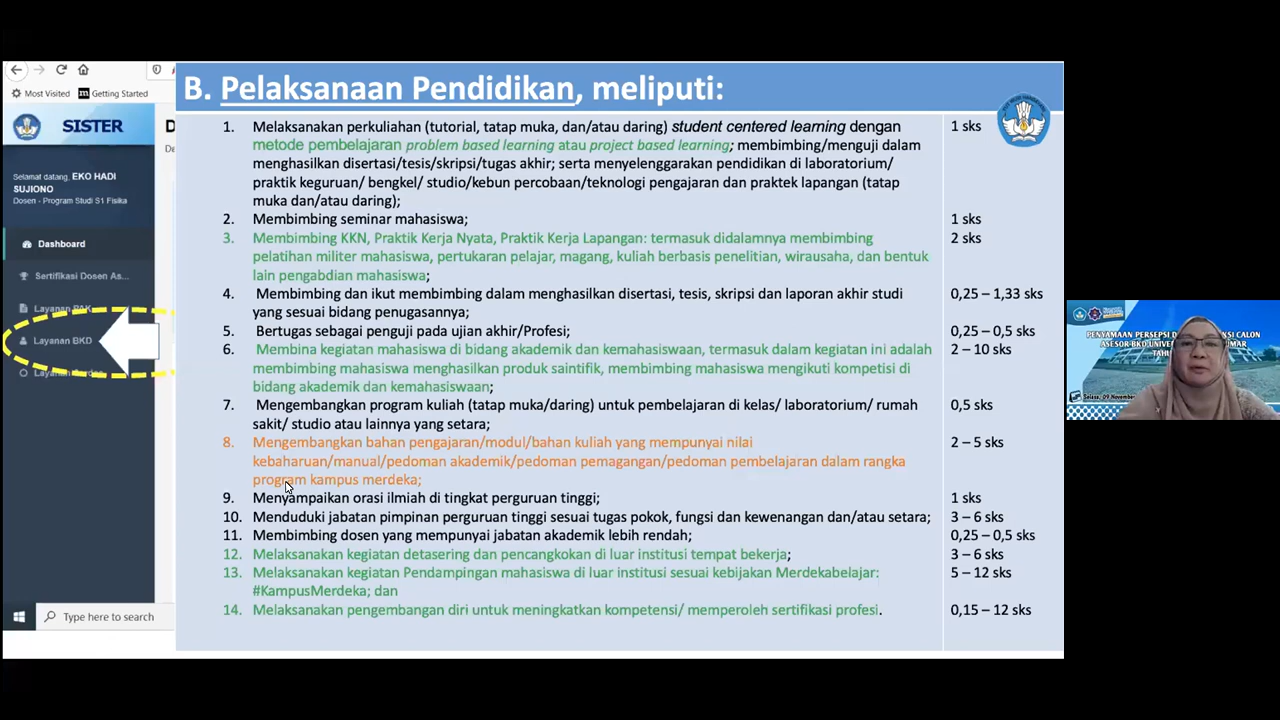 B. Pelaksanaan Pendidikan, meliputi:
Most Visited
Getting Started
SISTER
D
De
Selamat datang, EKO HADI
SUJIONO
Dosen - Program Studi S1 Fisika
Dashboard
Sertifikasi Dosen As...
Layanan PAK
Layanan BKD
Type here to search
1. Melaksanakan perkuliahan (tutorial, tatap muka, dan/atau daring) student centered learning dengan 1 sks
metode pembelajaran problem based learning atau project based learning; membimbing/menguji dalam
menghasilkan disertasi/tesis/skripsi/tugas akhir; serta menyelenggarakan pendidikan di laboratorium/
praktik keguruan/ bengkel/ studio/kebun percobaan/teknologi pengajaran dan praktek lapangan (tatap
muka dan/atau daring);
2. Membimbing seminar mahasiswa; 1 sks
3. Membimbing KKN, Praktik Kerja Nyata, Praktik Kerja Lapangan: termasuk didalamnya membimbing 2 sks
pelatihan militer mahasiswa, pertukaran pelajar, magang, kuliah berbasis penelitian, wirausaha, dan bentuk
lain pengabdian mahasiswa;
4. Membimbing dan ikut membimbing dalam menghasilkan disertasi, tesis, skripsi dan laporan akhir studi 0,25 – 1,33 sks
yang sesuai bidang penugasannya;
5. Bertugas sebagai penguji pada ujian akhir/Profesi; 0,25 – 0,5 sks
6. Membina kegiatan mahasiswa di bidang akademik dan kemahasiswaan, termasuk dalam kegiatan ini adalah 2 – 10 sks
membimbing mahasiswa menghasilkan produk saintifik, membimbing mahasiswa mengikuti kompetisi di
bidang akademik dan kemahasiswaan;
7. Mengembangkan program kuliah (tatap muka/daring) untuk pembelajaran di kelas/ laboratorium/ rumah 0,5 sks
sakit/ studio atau lainnya yang setara;
8. Mengembangkan bahan pengajaran/modul/bahan kuliah yang mempunyai nilai 2 – 5 sks
kebaharuan/manual/pedoman akademik/pedoman pemagangan/pedoman pembelajaran dalam rangka
program kampus merdeka;
9. Menyampaikan orasi ilmiah di tingkat perguruan tinggi; 1 sks
10. Menduduki jabatan pimpinan perguruan tinggi sesuai tugas pokok, fungsi dan kewenangan dan/atau setara; 3 – 6 sks
11. Membimbing dosen yang mempunyai jabatan akademik lebih rendah; 0,25 – 0,5 sks
12. Melaksanakan kegiatan detasering dan pencangkokan di luar institusi tempat bekerja; 3 – 6 sks
13. Melaksanakan kegiatan Pendampingan mahasiswa di luar institusi sesuai kebijakan Merdekabelajar: 5 – 12 sks
#KampusMerdeka; dan
14. Melaksanakan pengembangan diri untuk meningkatkan kompetensi/ memperoleh sertifikasi profesi. 0,15 – 12 sks
PENYAMAAN PERSEPSI D
CALON
ASESOR BKD
Selasa, 09 November